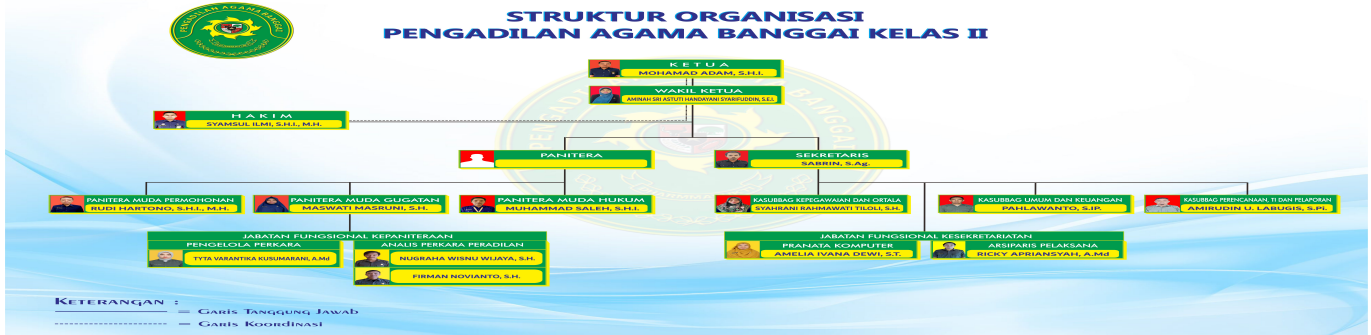 PENGADILAN AGAMA BANGGAI
STRUKTUR ORGANISASI
PENGADILAN AGAMA BANGGAI KELAS II
KETUA
MOHAMAD ADAM, S.H.I.
WAKIL KETUA
AMINAH SRI ASTUTI HANDAYANI SYARIFUDDIN, S.E.I.
HAKIM
SYAMSUL ILMI, S.H.I., M.H.
PANITERA
SEKRETARIS
SABRIN, S.Ag.
PANITERA MUDA PERMOHONAN
RUDI HARTONO, S.H.I., M.H.
PANITERA MUDA GUGATAN
MASWATI MASRUNI, S.H.
PANITERA MUDA HUKUM
MUHAMMAD SALEH, S.H.I.
KASUBBAG KEPEGAWAIAN DAN ORTALA
SYAHRANI RAHMAWATI TILOLI, S.H.
KASUBBAG UMUM DAN KEUANGAN
PAHLAWANTO, S.IP.
KASUBBAG PERENCANAAN, TI DAN PELAPORAN
AMIRUDIN U. LABUGIS, S.Pi.
JABATAN FUNGSIONAL KEPANITERAAN
PENGELOLA PERKARA
TYTA VARANTIKA KUSUMARANI, A.Md
ANALIS PERKARA PERADILAN
NUGRAHA WISNU WIJAYA, S.H.
FIRMAN NOVIANTO, S.H.
JABATAN FUNGSIONAL KESEKRETARIATAN
PRANATA KOMPUTER
AMELIA IVANA DEWI, S.T.
ARSIPARIS PELAKSANA
RICKY APRIANSYAH, A.Md
KETERANGAN :
= GARIS TANGGUNG JAWAB
= GARIS KOORDINASI